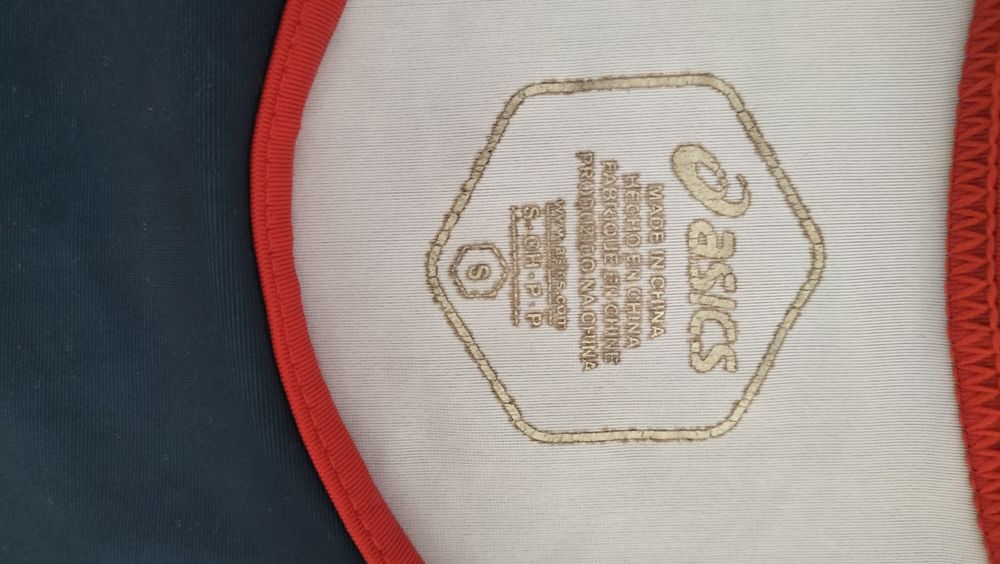 asics
MADE IN CHINA
HECHO EN CHINA
FABRIQUÉ EN CHINE
PRODUZIDO NA CHINA
www.asics.com
S · CH · P · P
S